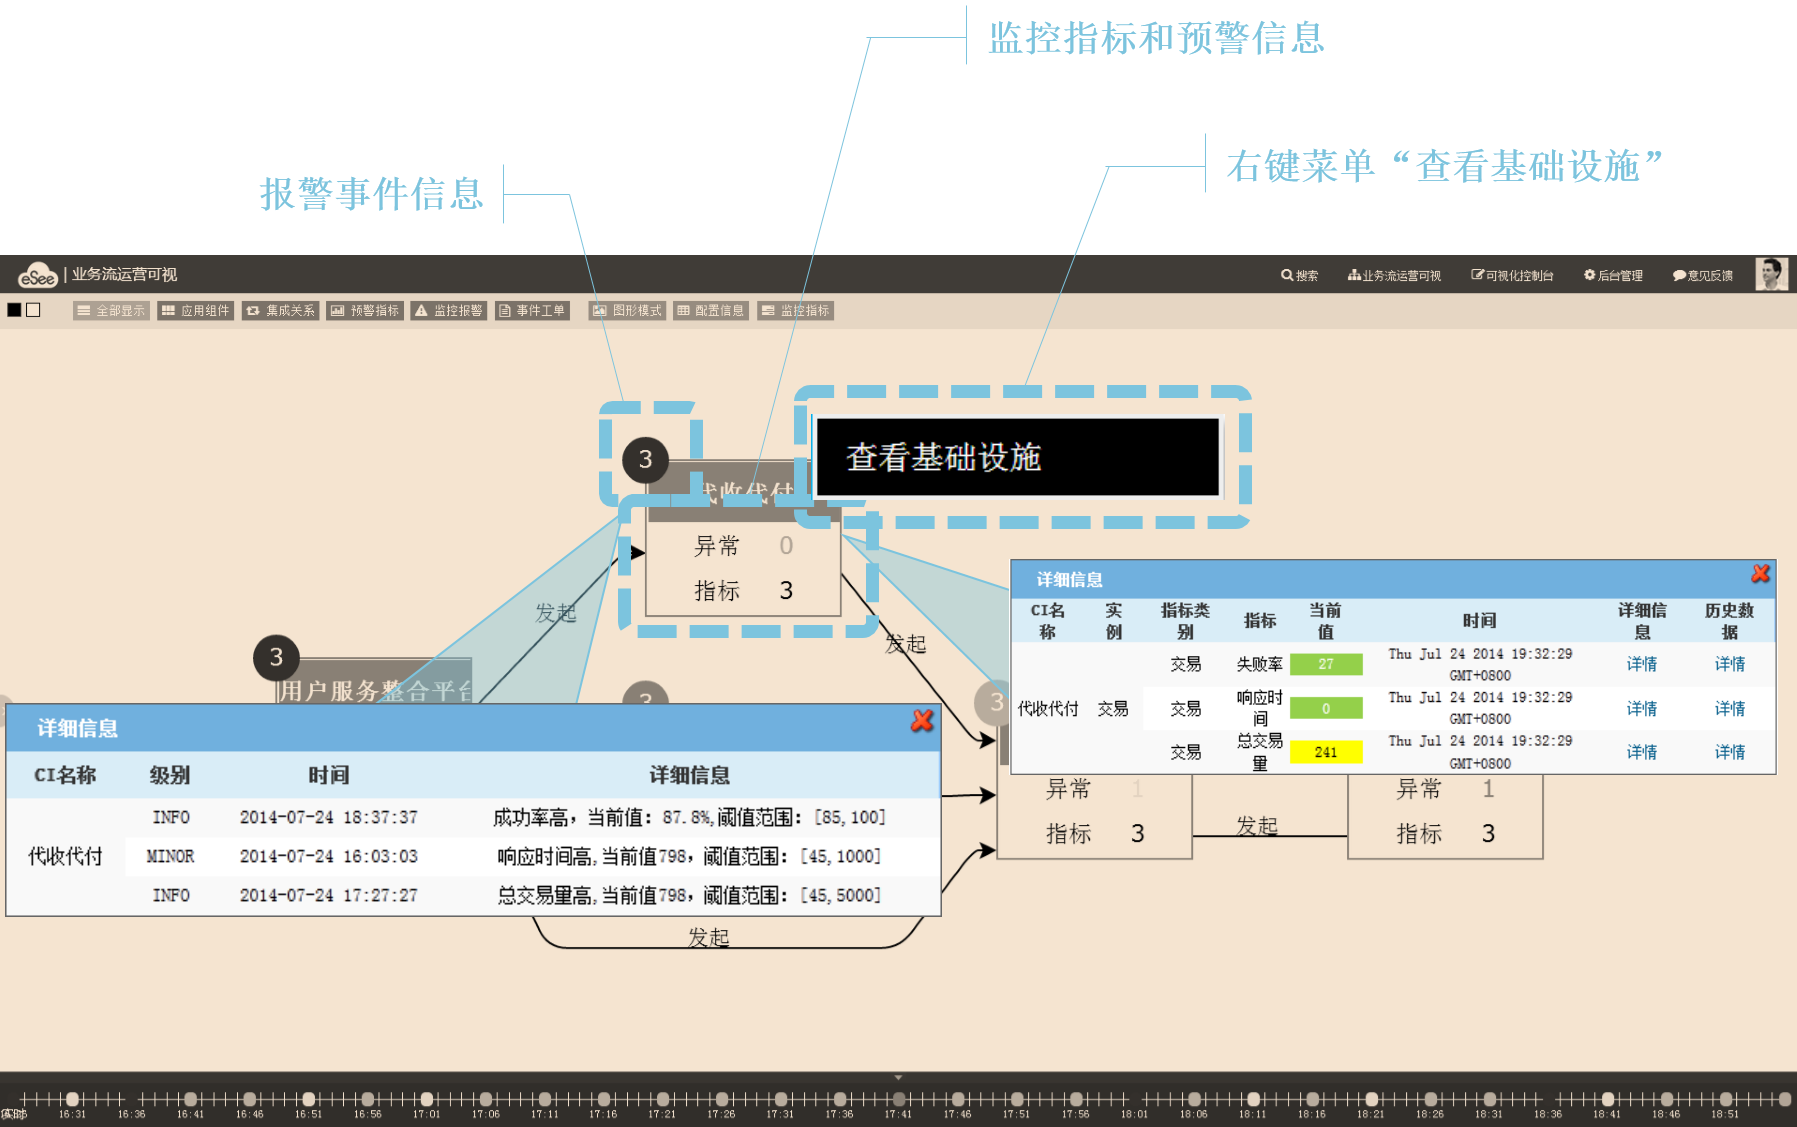 监控指标和预警信息
右键菜单“查看基础设施”
报警事件信息
eSee | 业务流运营可视
搜索 业务流运营可视 可视化控制台 后台管理 意见反馈
全部显示 应用组件 集成关系 预警指标 监控报警 事件工单 图形模式 配置信息 监控指标
查看基础设施
3
代收代付
异常 0
指标 3
发起
发起
3
用户服务整合平台
3
3
详细信息
CI名称 实例 指标类别 指标 当前值 时间 详细信息 历史数据
代收代付 交易
交易 失败率 27 Thu Jul 24 2014 19:32:29 GMT+0800 详情 详情
交易 响应时间 0 Thu Jul 24 2014 19:32:29 GMT+0800 详情 详情
交易 总交易量 241 Thu Jul 24 2014 19:32:29 GMT+0800 详情 详情
详细信息
CI名称 级别 时间 详细信息
代收代付
INFO 2014-07-24 18:37:37 成功率高，当前值：87.8%,阈值范围：[85,100]
MINOR 2014-07-24 16:03:03 响应时间高,当前值798，阈值范围：[45,1000]
INFO 2014-07-24 17:27:27 总交易量高,当前值798，阈值范围：[45,5000]
异常 1
指标 3
发起
异常 1
指标 3
发起
16:31 16:36 16:41 16:46 16:51 16:56 17:01 17:06 17:11 17:16 17:21 17:26 17:31 17:36 17:41 17:46 17:51 17:56 18:01 18:06 18:11 18:16 18:21 18:26 18:31 18:36 18:41 18:46 18:51